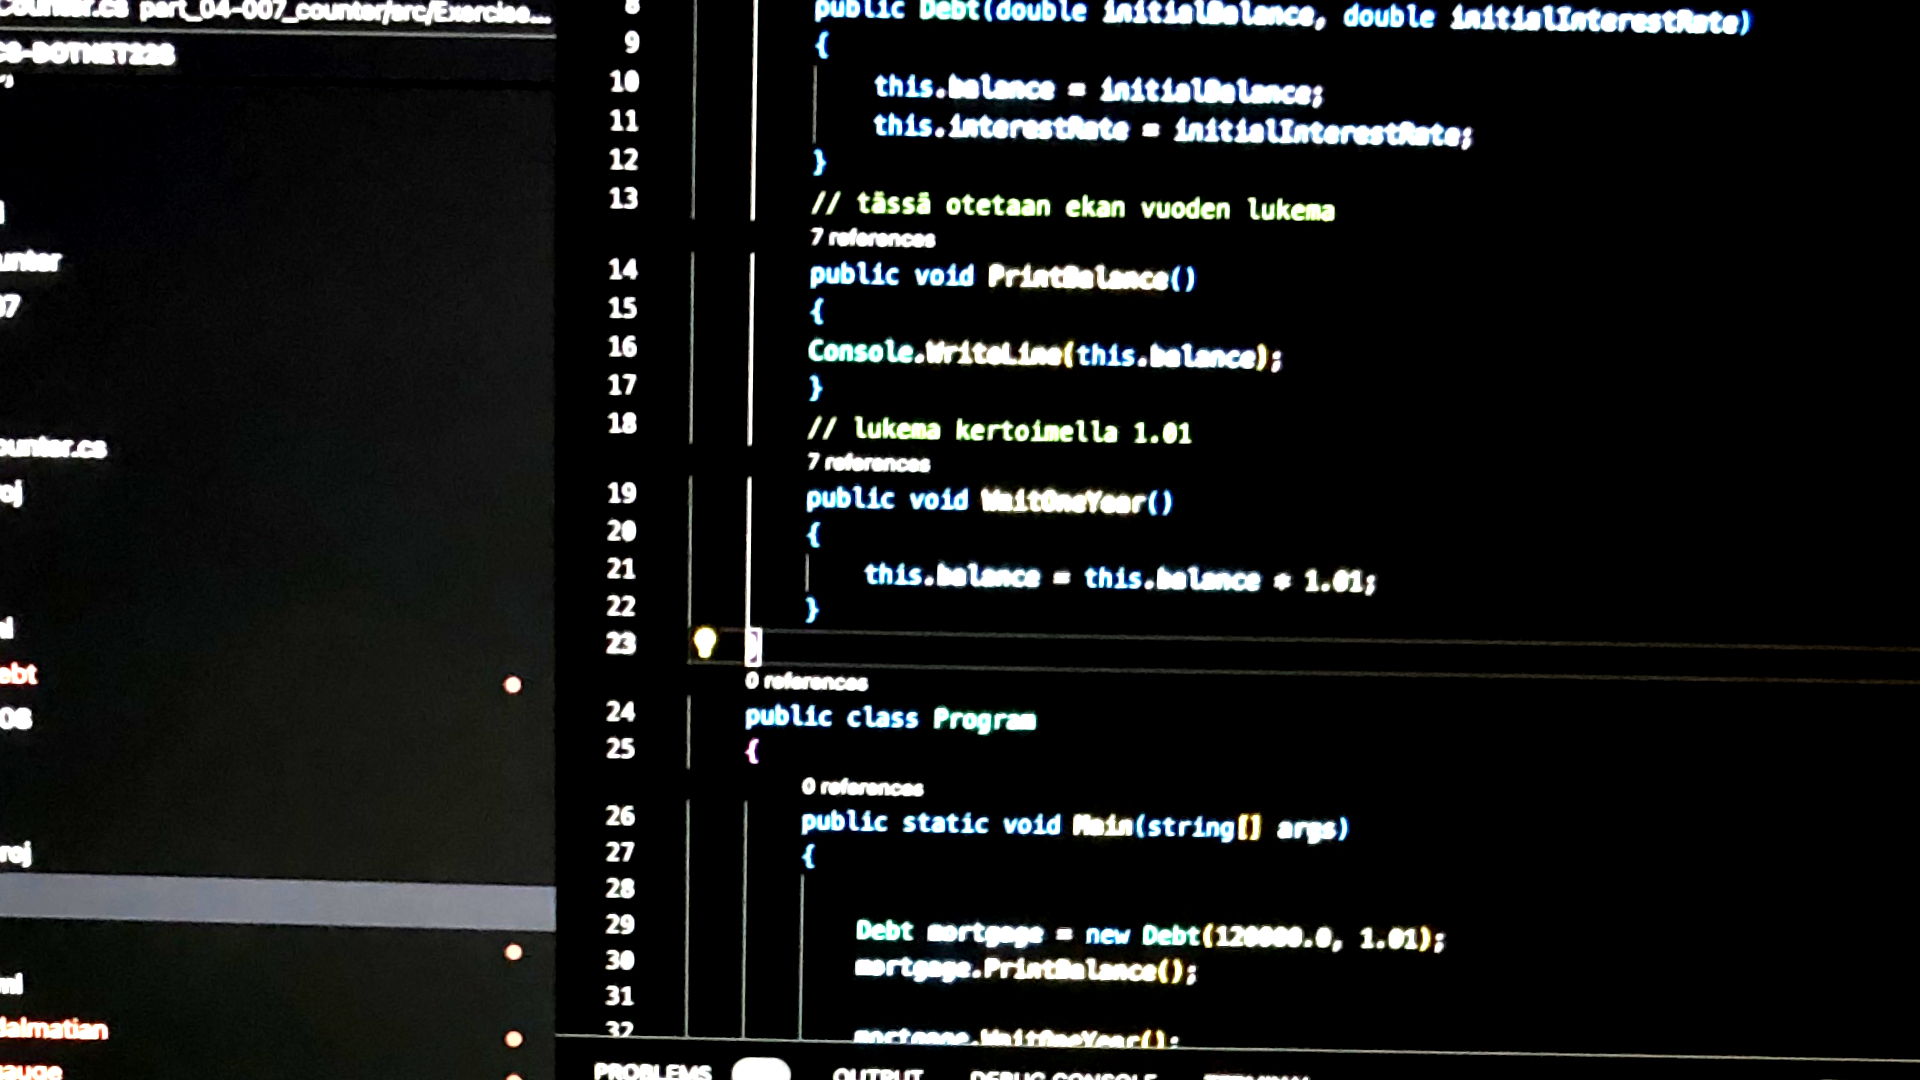 Counter.cs part_04-007_counter/src/Exercise...
CS-DOTNET22S
unter
07
ounter.cs
oj
ebt
roj
ml
dalmatian
auge
8 public Debt(double initialBalance, double initialInterestRate)
9 {
10 this.balance = initialBalance;
11 this.interestRate = initialInterestRate;
12 }
13 // tässä otetaan ekan vuoden lukema
7 references
14 public void PrintBalance()
15 {
16 Console.WriteLine(this.balance);
17 }
18 // lukema kertoimella 1.01
7 references
19 public void WaitOneYear()
20 {
21 this.balance = this.balance * 1.01;
22 }
23 }
0 references
24 public class Program
25 {
0 references
26 public static void Main(string[] args)
27 {
28
29 Debt mortgage = new Debt(120000.0, 1.01);
30 mortgage.PrintBalance();
31
32 mortgage.WaitOneYear();
PROBLEMS OUTPUT DEBUG CONSOLE TERMINAL